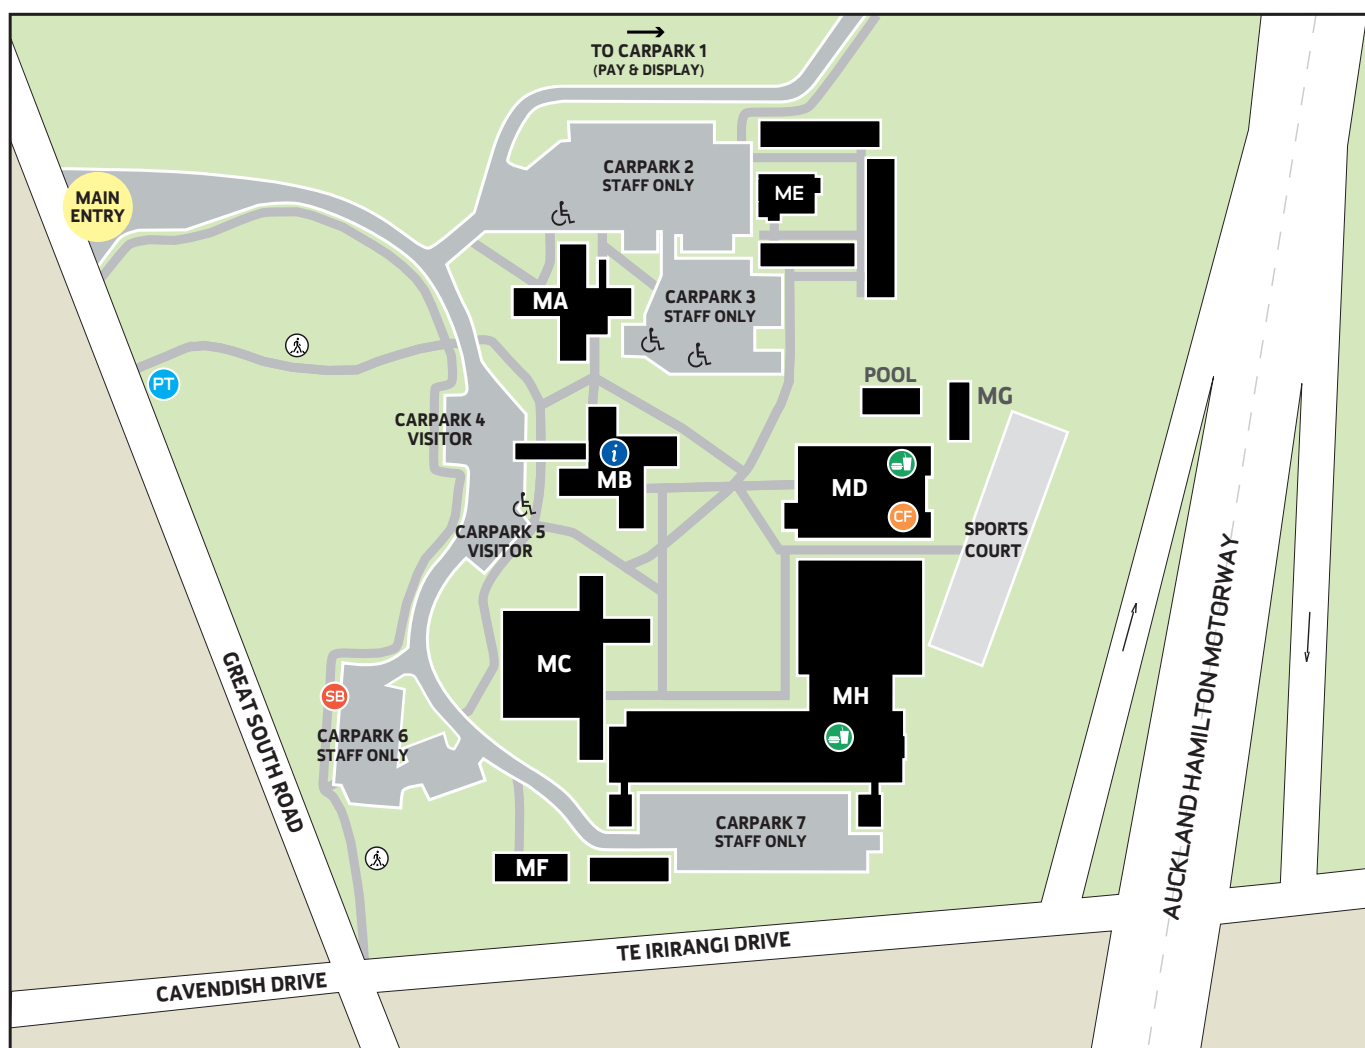 TO CARPARK 1
(PAY & DISPLAY)
CARPARK 2
STAFF ONLY
MAIN
ENTRY
ME
MA
CARPARK 3
STAFF ONLY
PT
POOL
MG
CARPARK 4
VISITOR
i
MB
MD
CF
CARPARK 5
VISITOR
SPORTS
COURT
AUCKLAND HAMILTON MOTORWAY
MC
GREAT SOUTH ROAD
SB
MH
CARPARK 6
STAFF ONLY
CARPARK 7
STAFF ONLY
MF
TE IRIRANGI DRIVE
CAVENDISH DRIVE